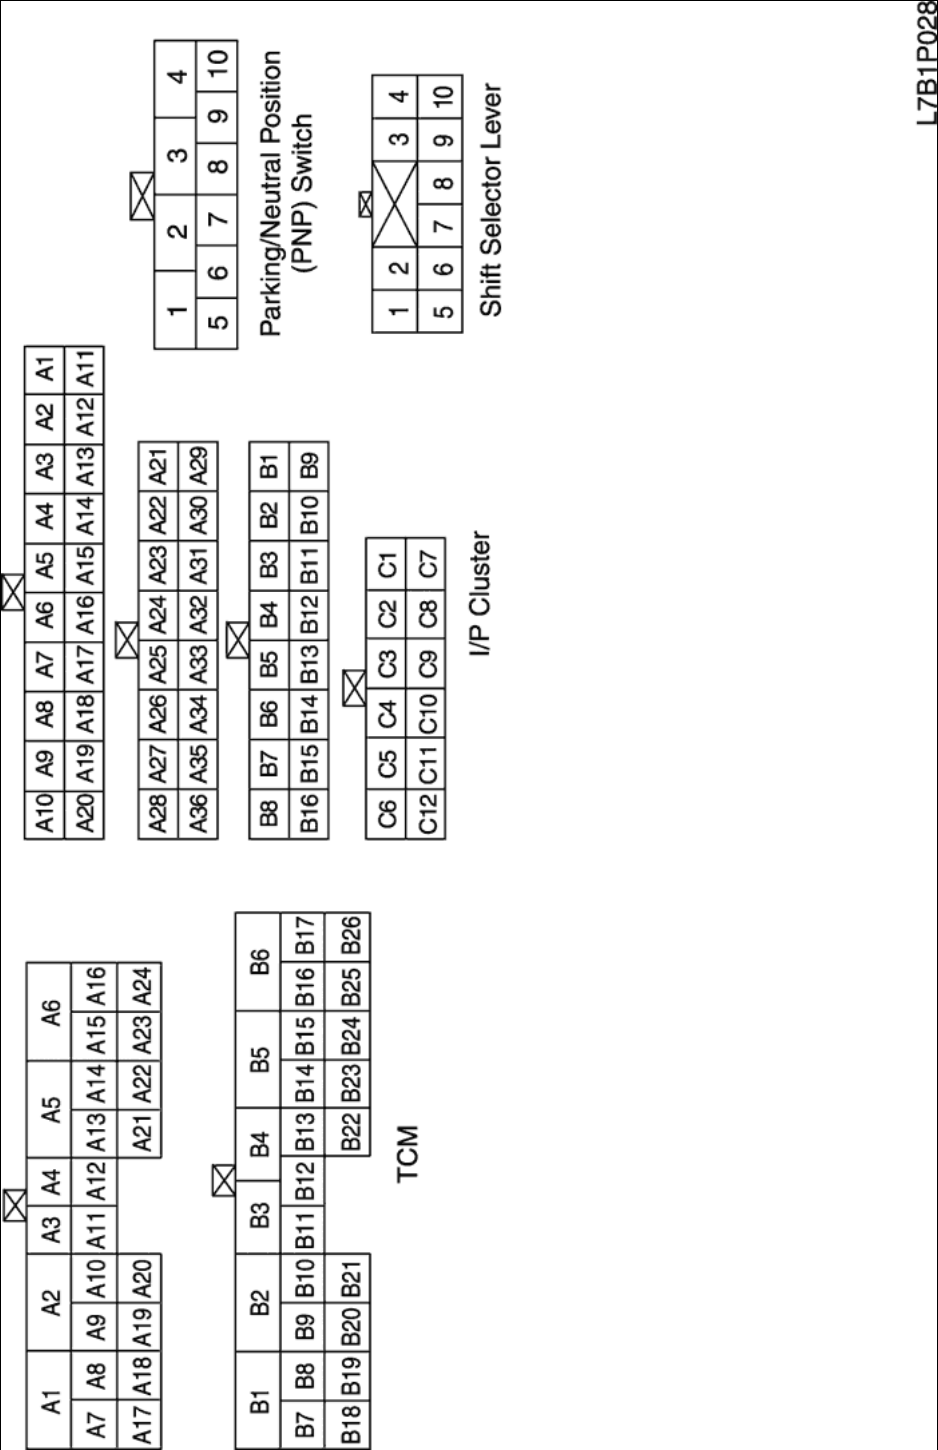 A1 A2 A3 A4 A5 A6
A7 A8 A9 A10 A11 A12 A13 A14 A15 A16
A17 A18 A19 A20 A21 A22 A23 A24
B1 B2 B3 B4 B5 B6
B7 B8 B9 B10 B11 B12 B13 B14 B15 B16 B17
B18 B19 B20 B21 B22 B23 B24 B25 B26
TCM
A10 A9 A8 A7 A6 A5 A4 A3 A2 A1
A20 A19 A18 A17 A16 A15 A14 A13 A12 A11
A28 A27 A26 A25 A24 A23 A22 A21
A36 A35 A34 A33 A32 A31 A30 A29
B8 B7 B6 B5 B4 B3 B2 B1
B16 B15 B14 B13 B12 B11 B10 B9
C6 C5 C4 C3 C2 C1
C12 C11 C10 C9 C8 C7
I/P Cluster
1 2 3 4
5 6 7 8 9 10
Parking/Neutral Position
(PNP) Switch
1 2 3 4
5 6 7 8 9 10
Shift Selector Lever
L7B1P028